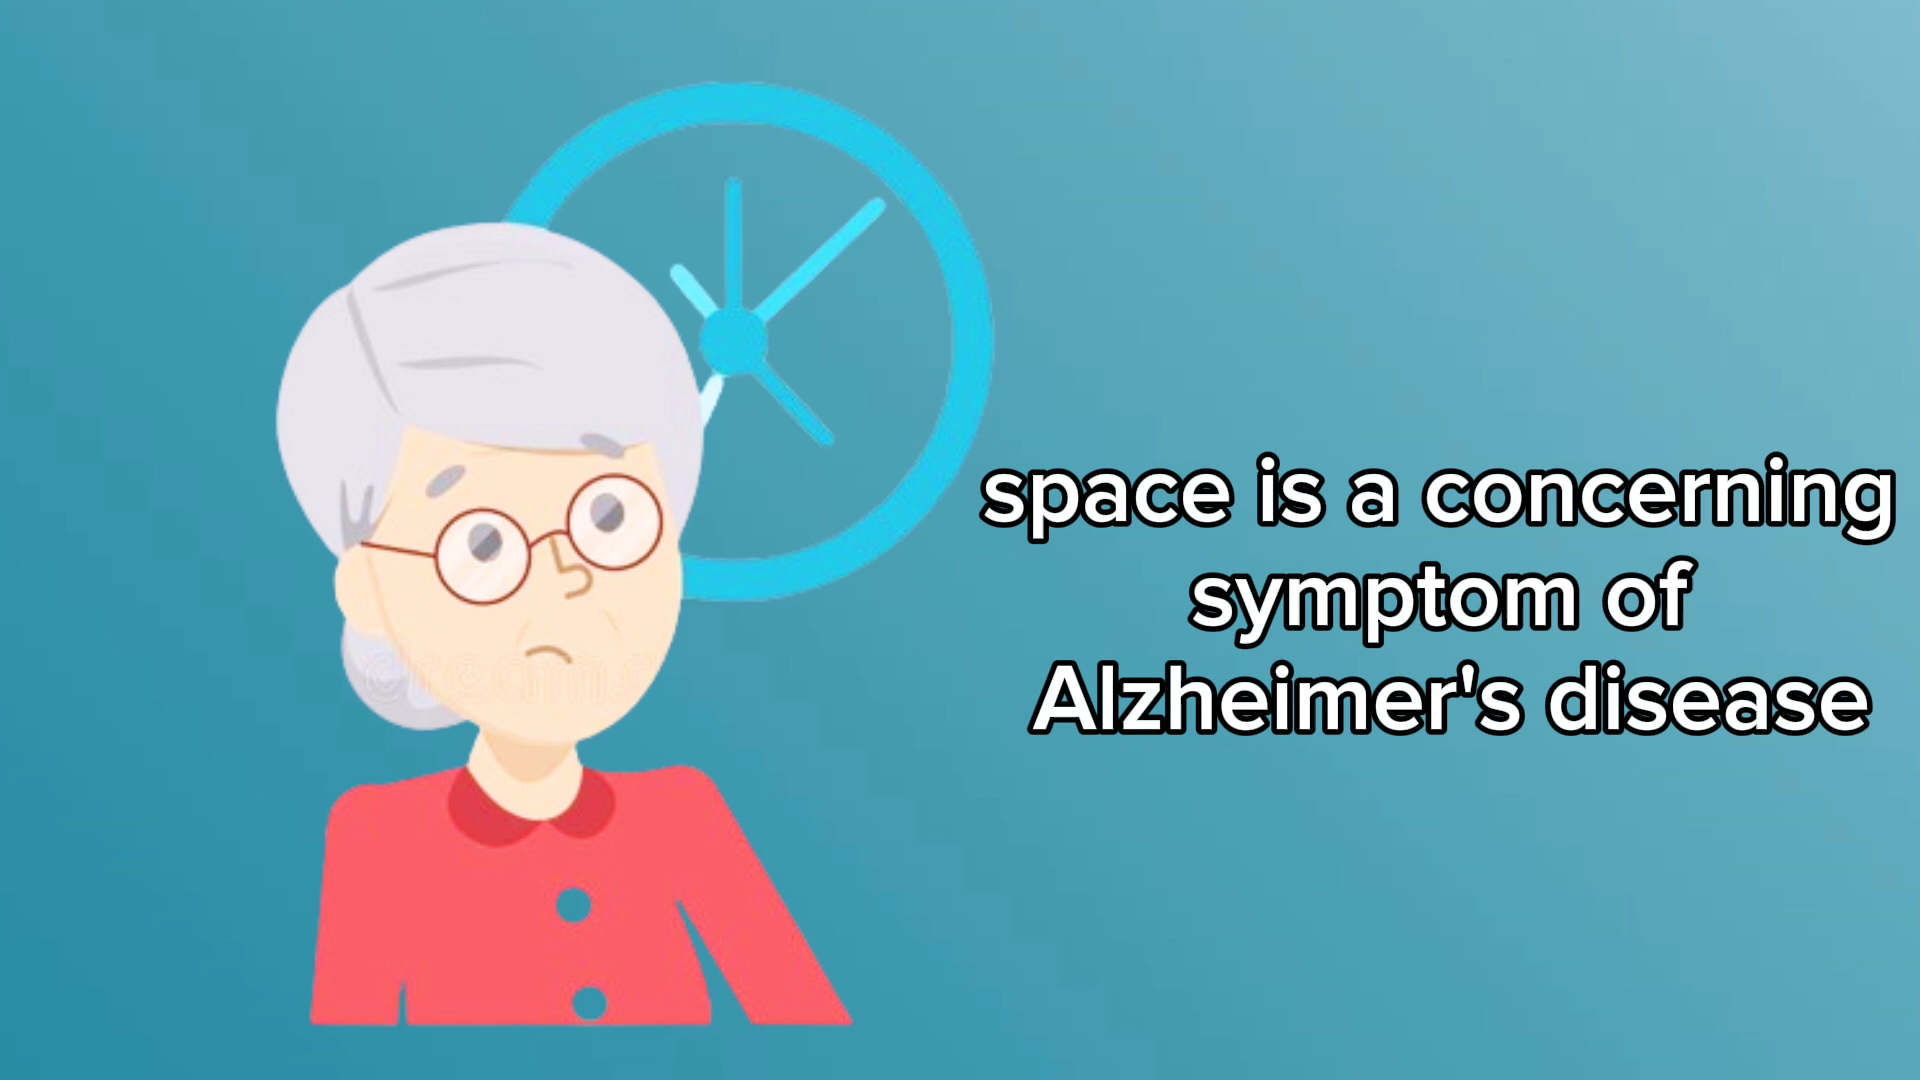 space is a concerning
symptom of
Alzheimer's disease